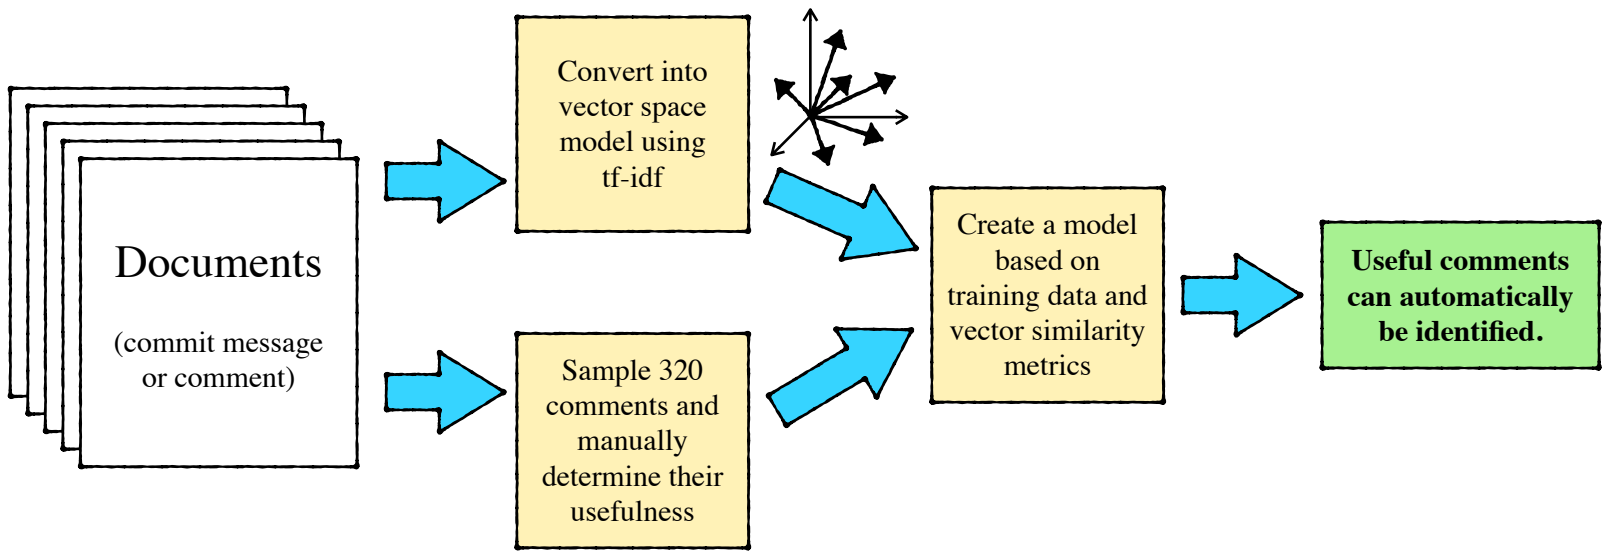 Documents
(commit message
or comment)
Convert into
vector space
model using
tf-idf
Sample 320
comments and
manually
determine their
usefulness
Create a model
based on
training data and
vector similarity
metrics
Useful comments
can automatically
be identified.